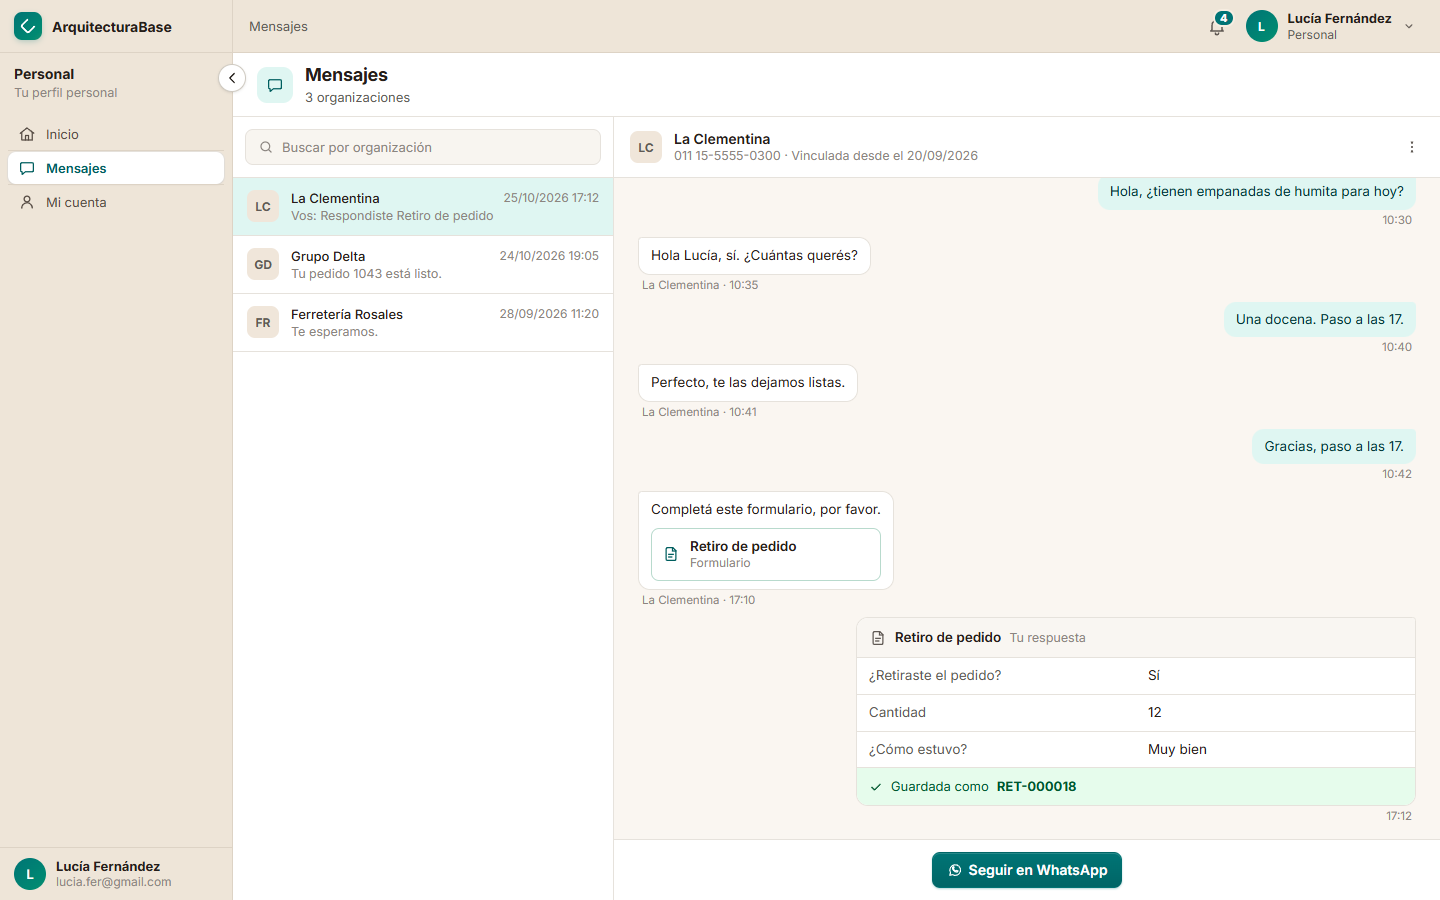 ArquitecturaBase
Mensajes
4
L
Lucía Fernández
Personal
Personal
Tu perfil personal
Inicio
Mensajes
Mi cuenta
Mensajes
3 organizaciones
Buscar por organización
LC
La Clementina
25/10/2026 17:12
Vos: Respondiste Retiro de pedido
GD
Grupo Delta
24/10/2026 19:05
Tu pedido 1043 está listo.
FR
Ferretería Rosales
28/09/2026 11:20
Te esperamos.
LC
La Clementina
011 15-5555-0300 · Vinculada desde el 20/09/2026
Hola, ¿tienen empanadas de humita para hoy?
10:30
Hola Lucía, sí. ¿Cuántas querés?
La Clementina · 10:35
Una docena. Paso a las 17.
10:40
Perfecto, te las dejamos listas.
La Clementina · 10:41
Gracias, paso a las 17.
10:42
Completá este formulario, por favor.
Retiro de pedido
Formulario
La Clementina · 17:10
Retiro de pedido Tu respuesta
¿Retiraste el pedido? Sí
Cantidad 12
¿Cómo estuvo? Muy bien
Guardada como RET-000018
17:12
Seguir en WhatsApp
L
Lucía Fernández
lucia.fer@gmail.com